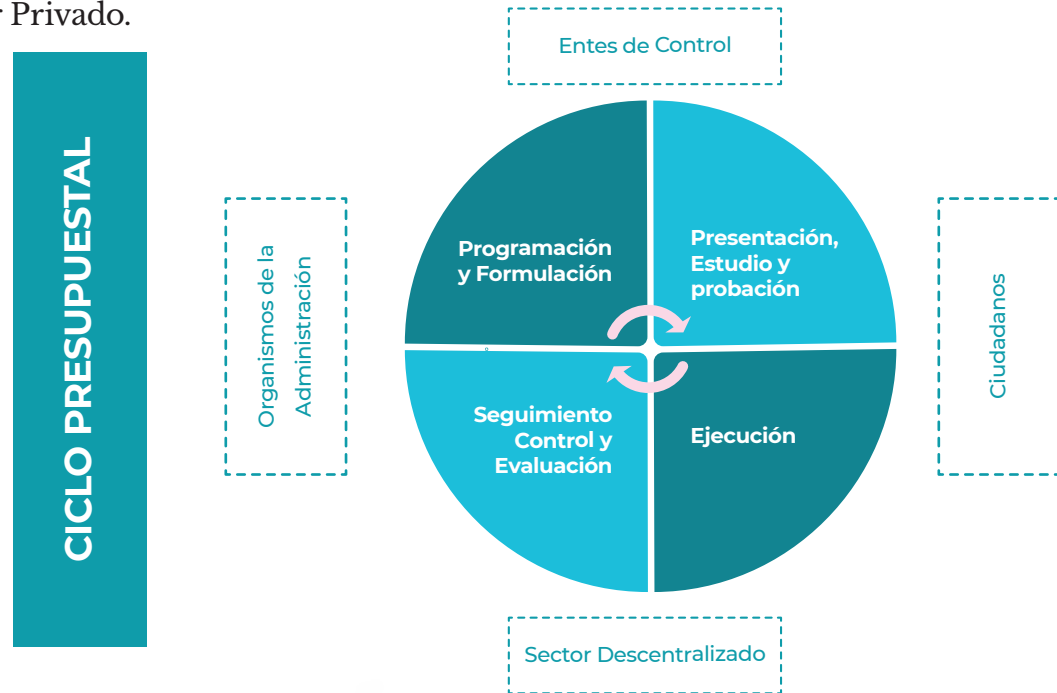 r Privado.
CICLO PRESUPUESTAL
Entes de Control
Organismos de la
Administración
Programación
y Formulación
Presentación,
Estudio y
probación
Ciudadanos
Seguimiento
Control y
Evaluación
Ejecución
Sector Descentralizado